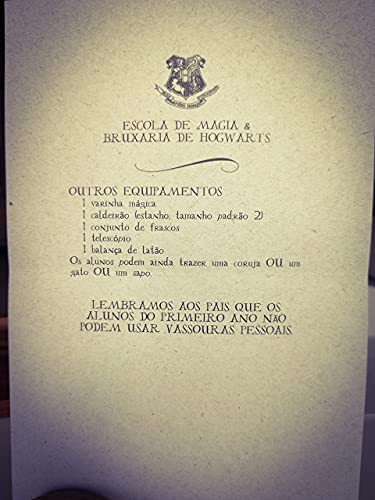 ESCOLA DE MAGIA &
BRUXARIA DE HOGWARTS
OUTROS EQUIPAMENTOS
1 varinha mágica
1 caldeirão (estanho, tamanho padrão 2)
1 conjunto de frascos
1 telescópio
1 balança de latão
Os alunos podem ainda trazer uma coruja OU um
gato OU um sapo.
LEMBRAMOS AOS PAIS QUE OS
ALUNOS DO PRIMEIRO ANO NÃO
PODEM USAR VASSOURAS PESSOAIS.